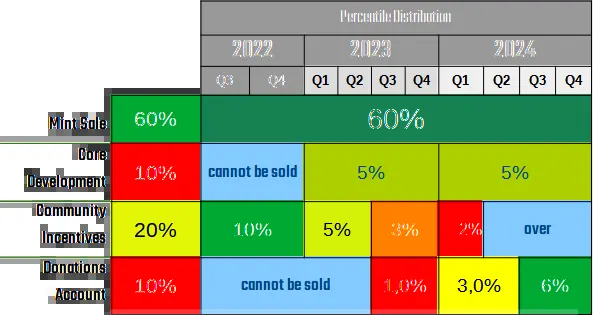 Percentile Distribution
2022 2023 2024
Q3 Q4 Q1 Q2 Q3 Q4 Q1 Q2 Q3 Q4
Mint Sale 60% 60%
Core
Development 10% cannot be sold 5% 5%
Community
Incentives 20% 10% 5% 3% 2% over
Donations
Account 10% cannot be sold 1,0% 3,0% 6%